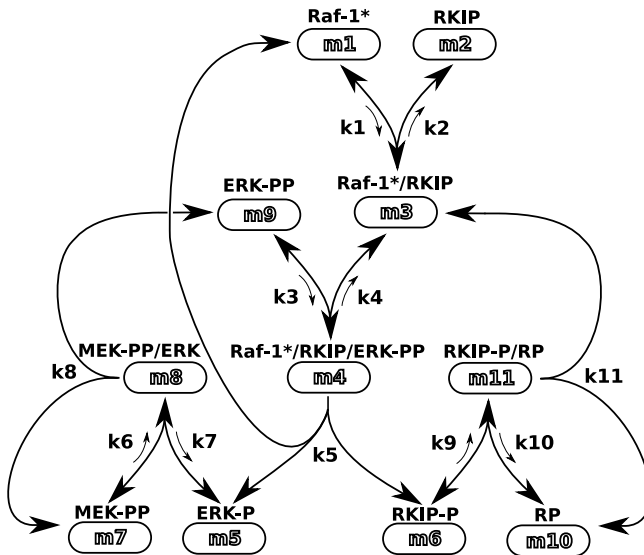 Raf-1* RKIP
m1 m2
k1 k2
ERK-PP Raf-1*/RKIP
m9 m3
k3 k4
MEK-PP/ERK Raf-1*/RKIP/ERK-PP RKIP-P/RP
k8 m8 m4 m11 k11
k6 k7 k5 k9 k10
MEK-PP ERK-P RKIP-P RP
m7 m5 m6 m10